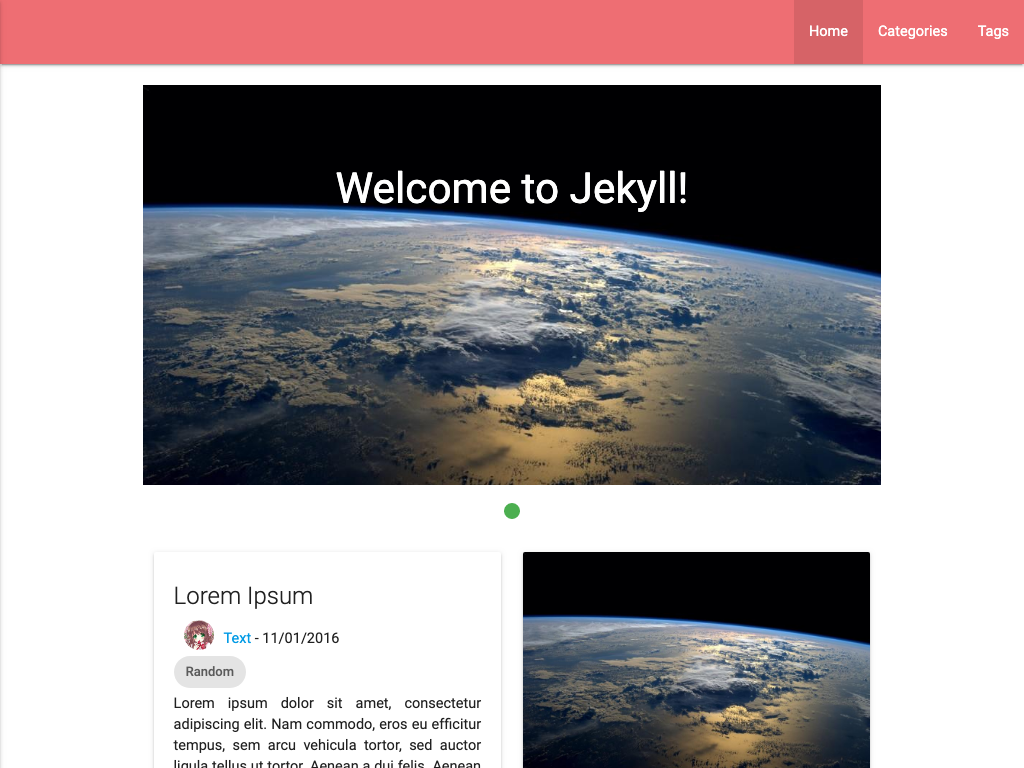 Home Categories Tags
Welcome to Jekyll!
Lorem Ipsum
Text - 11/01/2016
Random
Lorem ipsum dolor sit amet, consectetur
adipiscing elit. Nam commodo, eros eu efficitur
tempus, sem arcu vehicula tortor, sed auctor
ligula tellus ut tortor. Aenean a dui felis. Aenean